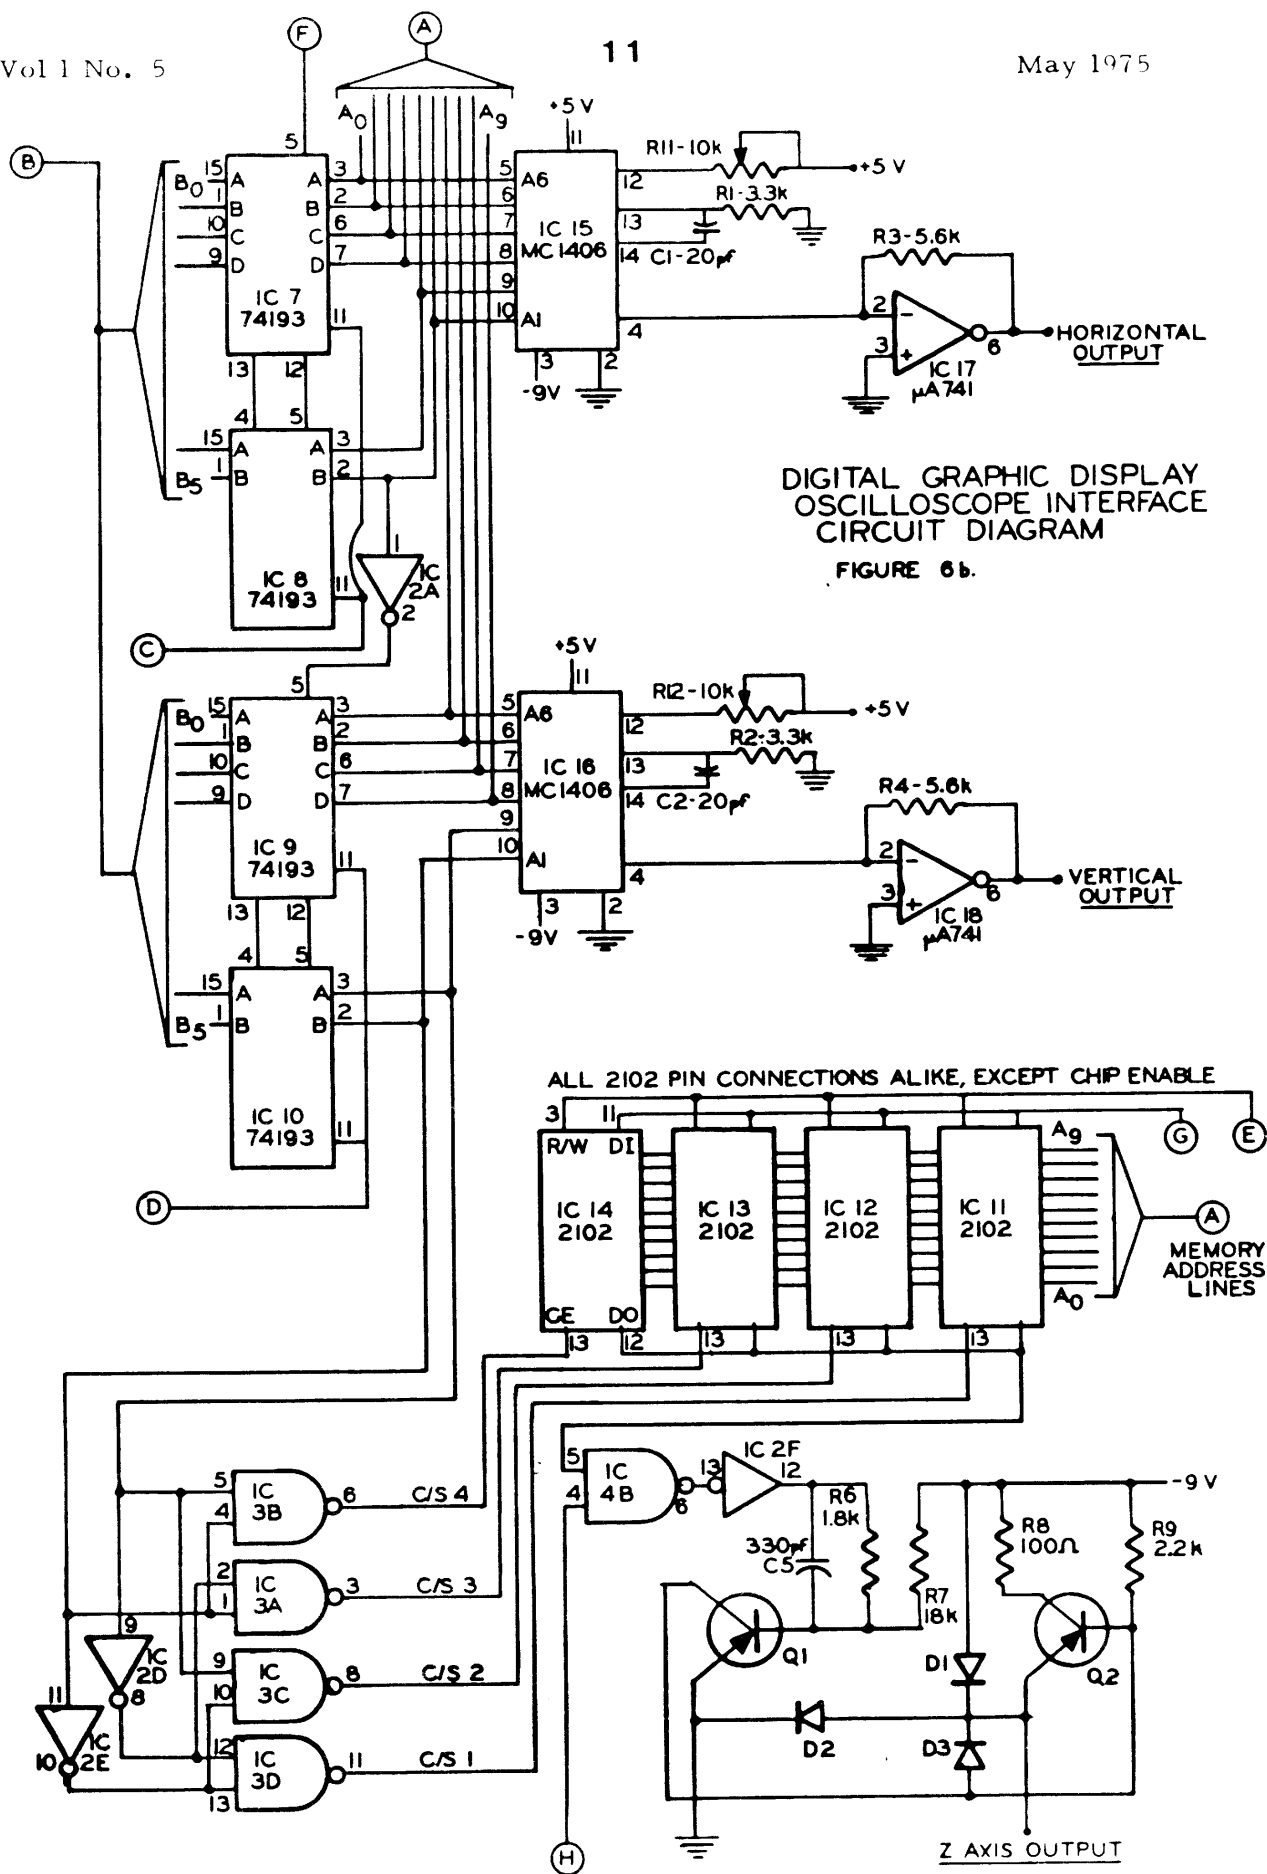 Vol 1 No. 5
11
May 1975
F
A
B
A0
A9
+5 V
11
5
B0
15 A
1 B
10 C
9 D
A 3
B 2
C 6
D 7
IC 7
74193
11
13
12
5 A6
6
7
8
9
10 A1
IC 15
MC1406
12
13
14
4
3
2
-9V
R11-10k
+5 V
R1-3.3k
C1-20pf
R3-5.6k
2 -
3 +
6
IC 17
µA741
HORIZONTAL
OUTPUT
4
5
15 A
B5 1 B
A 3
B 2
IC 8
74193
11
1
IC
2A
2
C
DIGITAL GRAPHIC DISPLAY
OSCILLOSCOPE INTERFACE
CIRCUIT DIAGRAM
FIGURE 6b.
5
B0
15 A
1 B
10 C
9 D
A 3
B 2
C 6
D 7
IC 9
74193
11
13
12
+5 V
11
5 A6
6
7
8
9
10 A1
IC 16
MC1406
12
13
14
4
3
2
-9V
R12-10k
+5 V
R2-3.3k
C2-20pf
R4-5.6k
2 -
3 +
6
IC 18
µA741
VERTICAL
OUTPUT
4
5
15 A
B5 1 B
A 3
B 2
IC 10
74193
11
D
ALL 2102 PIN CONNECTIONS ALIKE, EXCEPT CHIP ENABLE
3
11
R/W DI
IC 14
2102
CE DO
13
12
IC 13
2102
13
IC 12
2102
13
IC 11
2102
13
A9
A0
G
E
A
MEMORY
ADDRESS
LINES
5
4
IC
3B
6
C/S 4
2
1
IC
3A
3
C/S 3
9
10
IC
3C
8
C/S 2
12
13
IC
3D
11
C/S 1
9
IC
2D
8
11
IC
2E
10
5
4
IC
4B
6
13
IC 2F
12
R6
1.8k
330pf
C5
R7
18k
Q1
-9 V
R8
100Ω
R9
2.2k
D1
D2
D3
Q2
H
Z AXIS OUTPUT